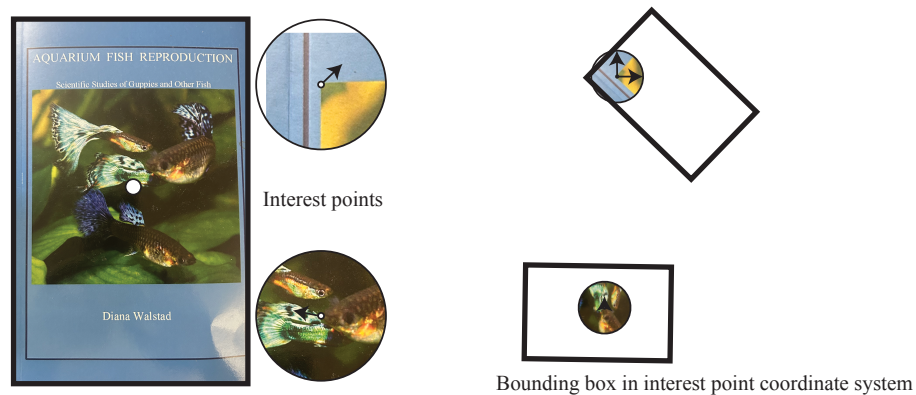 AQUARIUM FISH REPRODUCTION
Scientific Studies of Guppies and Other Fish
Diana Walstad
Interest points
Bounding box in interest point coordinate system